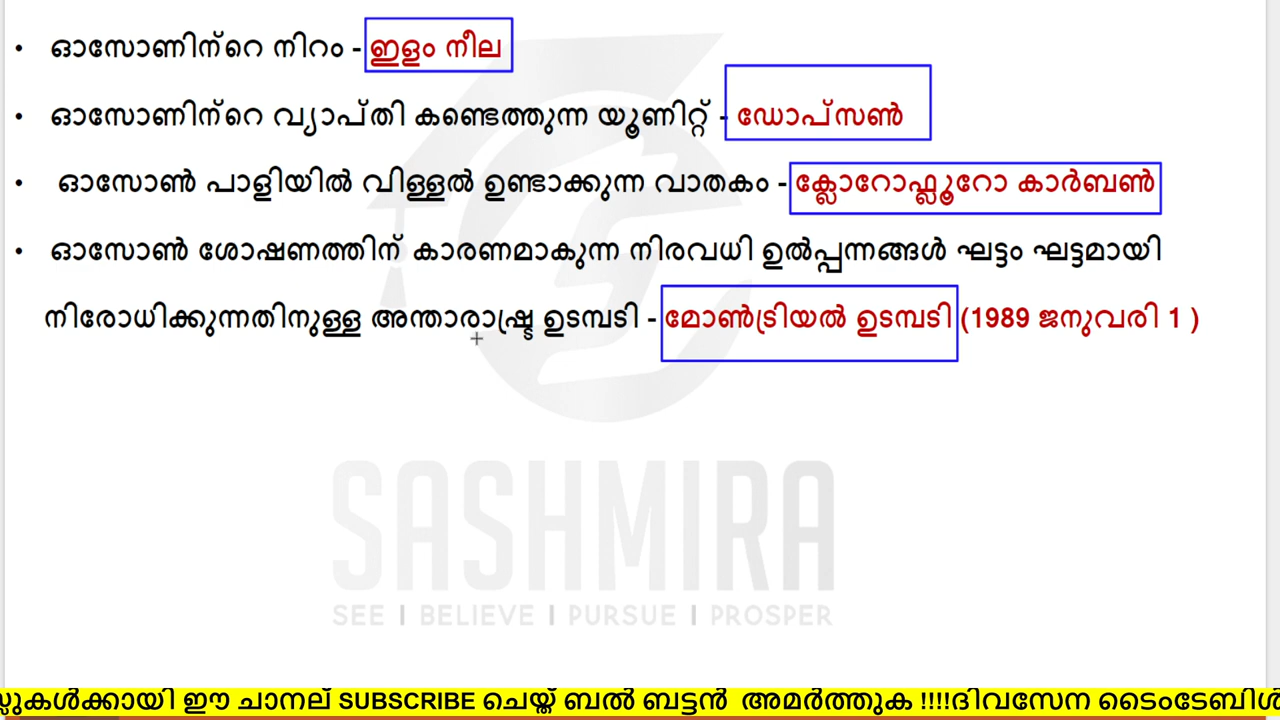 • ഓസോണിന്റെ നിറം - ഇളം നീല
• ഓസോണിന്റെ വ്യാപ്തി കണ്ടെത്തുന്ന യൂണിറ്റ് - ഡോപ്സൺ
• ഓസോൺ പാളിയിൽ വിള്ളൽ ഉണ്ടാക്കുന്ന വാതകം - ക്ലോറോഫ്ലൂറോ കാർബൺ
• ഓസോൺ ശോഷണത്തിന് കാരണമാകുന്ന നിരവധി ഉൽപ്പന്നങ്ങൾ ഘട്ടം ഘട്ടമായി
നിരോധിക്കുന്നതിനുള്ള അന്താരാഷ്ട്ര ഉടമ്പടി - മോൺട്രിയൽ ഉടമ്പടി (1989 ജനുവരി 1 )
SASHMIRA
SEE | BELIEVE | PURSUE | PROSPER
ഈ ചാനല് SUBSCRIBE ചെയ്ത് ബൽ ബട്ടൻ അമർത്തുക !!!!ദിവസേന